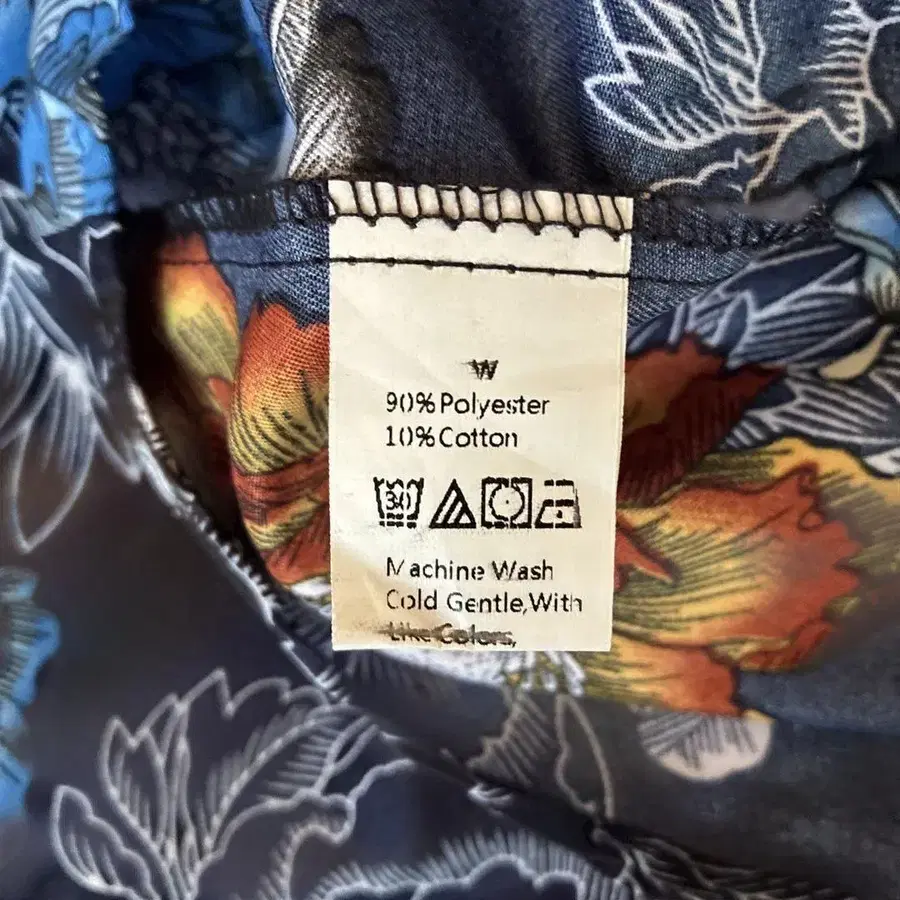 W
90%Polyester
10%Cotton
30
Machine Wash
Cold Gentle,With
Like Colors,